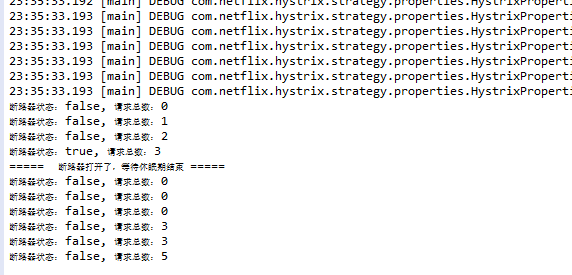 23:35:33.192 [main] DEBUG com.netflix.hystrix.strategy.properties.HystrixPropert
23:35:33.193 [main] DEBUG com.netflix.hystrix.strategy.properties.HystrixPropert
23:35:33.193 [main] DEBUG com.netflix.hystrix.strategy.properties.HystrixPropert
23:35:33.193 [main] DEBUG com.netflix.hystrix.strategy.properties.HystrixPropert
23:35:33.193 [main] DEBUG com.netflix.hystrix.strategy.properties.HystrixPropert
23:35:33.193 [main] DEBUG com.netflix.hystrix.strategy.properties.HystrixPropert
23:35:33.193 [main] DEBUG com.netflix.hystrix.strategy.properties.HystrixPropert
断路器状态：false, 请求总数：0
断路器状态：false, 请求总数：1
断路器状态：false, 请求总数：2
断路器状态：true, 请求总数：3
===== 断路器打开了，等待休眠期结束 =====
断路器状态：false, 请求总数：0
断路器状态：false, 请求总数：0
断路器状态：false, 请求总数：0
断路器状态：false, 请求总数：3
断路器状态：false, 请求总数：3
断路器状态：false, 请求总数：5